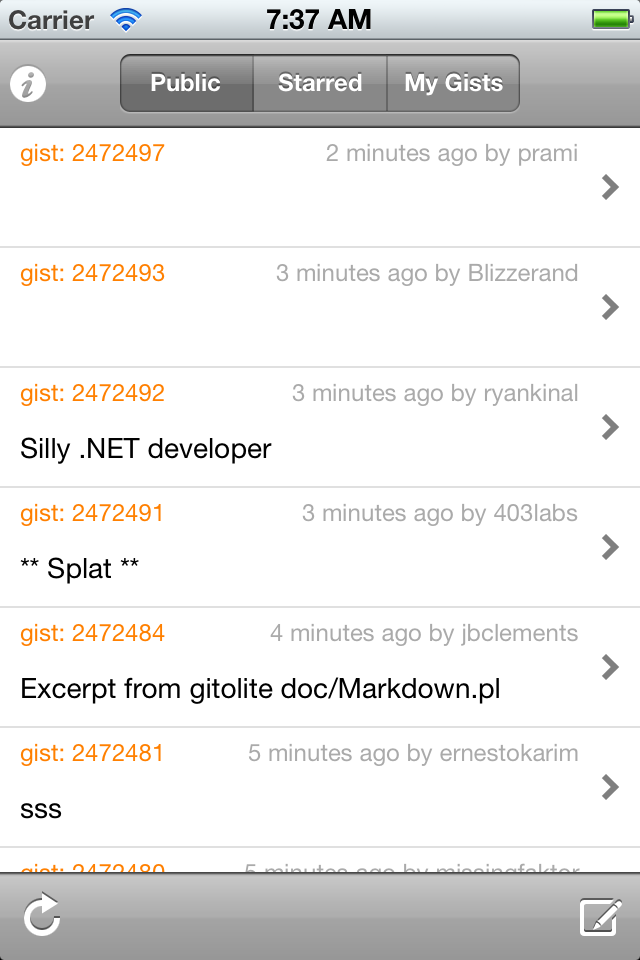 Carrier 7:37 AM
i Public Starred My Gists
gist: 2472497 2 minutes ago by prami
gist: 2472493 3 minutes ago by Blizzerand
gist: 2472492 3 minutes ago by ryankinal
Silly .NET developer
gist: 2472491 3 minutes ago by 403labs
** Splat **
gist: 2472484 4 minutes ago by jbclements
Excerpt from gitolite doc/Markdown.pl
gist: 2472481 5 minutes ago by ernestokarim
sss
gist: 2472480 5 minutes ago by missingfaktor